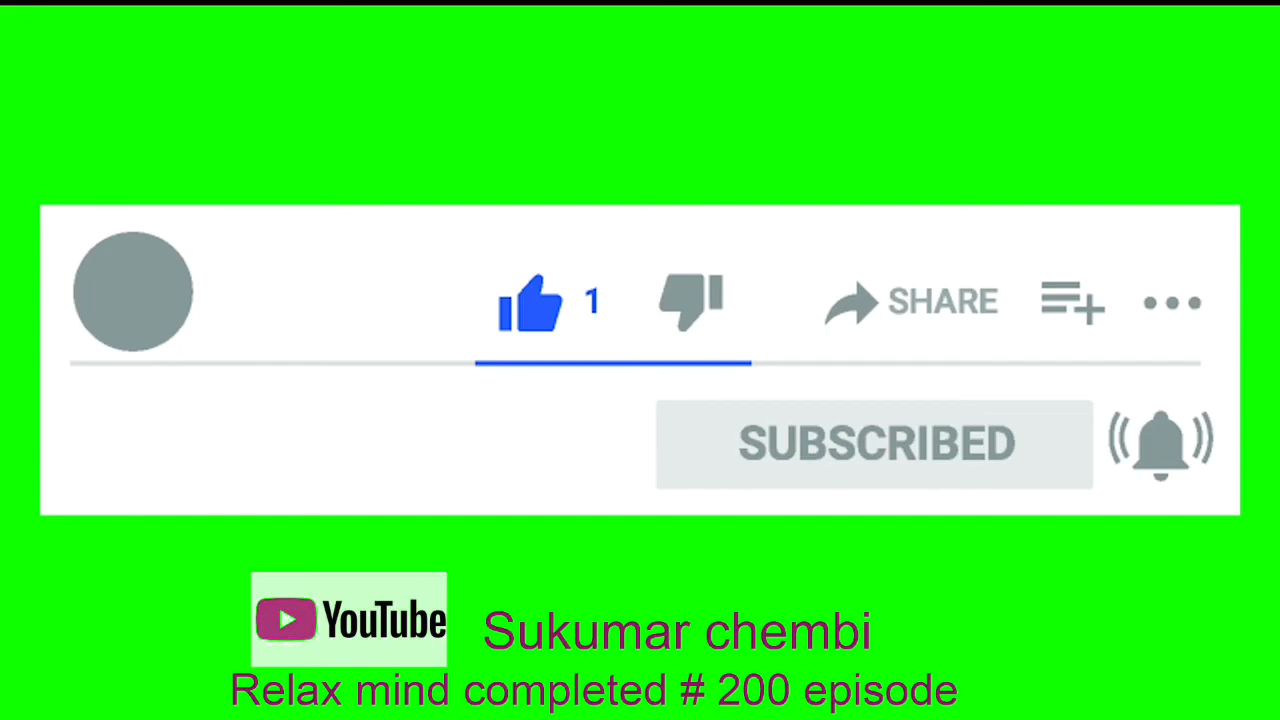 1 SHARE
SUBSCRIBED
YouTube Sukumar chembi
Relax mind completed # 200 episode